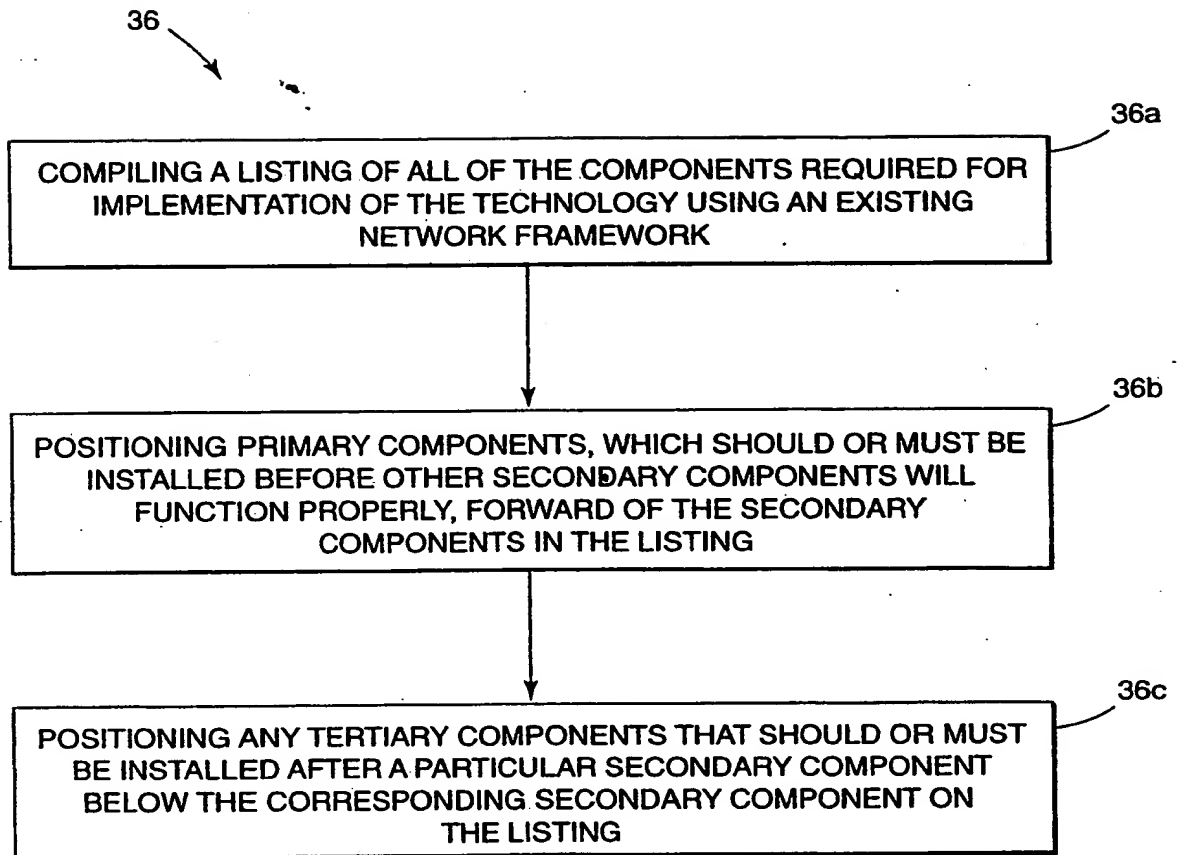 36
36a
COMPILING A LISTING OF ALL OF THE COMPONENTS REQUIRED FOR
IMPLEMENTATION OF THE TECHNOLOGY USING AN EXISTING
NETWORK FRAMEWORK
36b
POSITIONING PRIMARY COMPONENTS, WHICH SHOULD OR MUST BE
INSTALLED BEFORE OTHER SECONDARY COMPONENTS WILL
FUNCTION PROPERLY, FORWARD OF THE SECONDARY
COMPONENTS IN THE LISTING
36c
POSITIONING ANY TERTIARY COMPONENTS THAT SHOULD OR MUST
BE INSTALLED AFTER A PARTICULAR SECONDARY COMPONENT
BELOW THE CORRESPONDING SECONDARY COMPONENT ON
THE LISTING